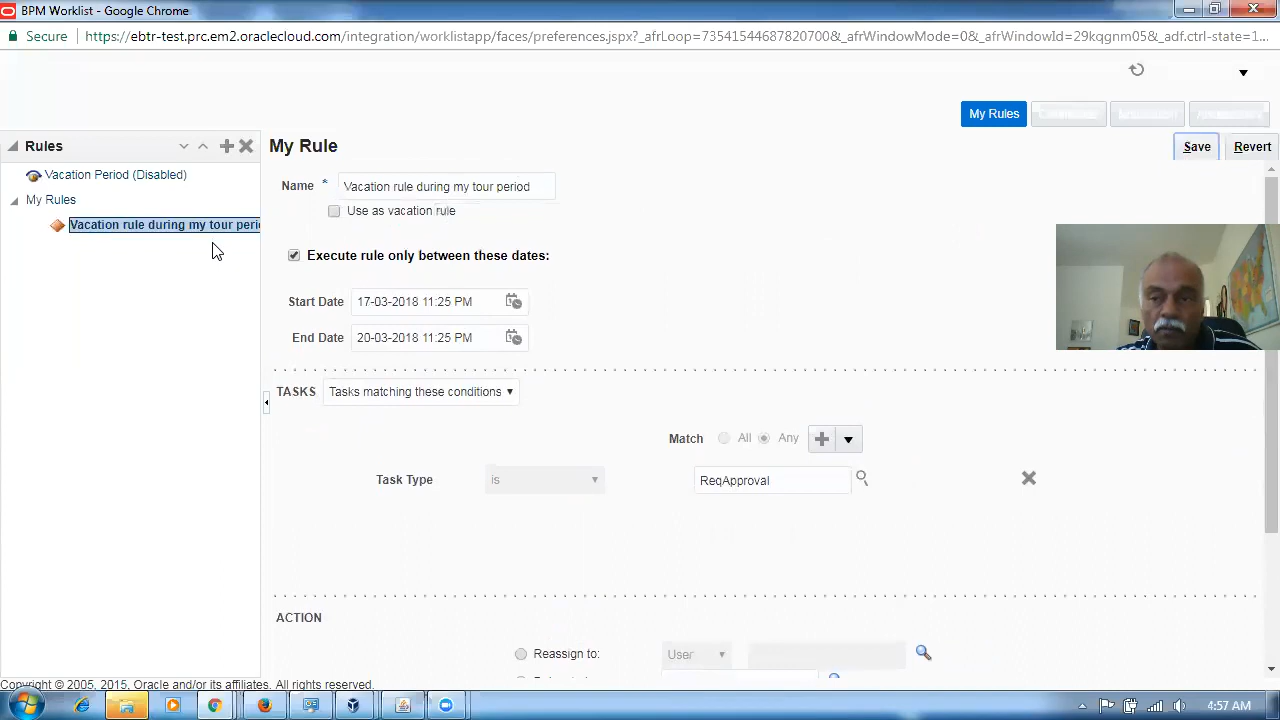 BPM Worklist - Google Chrome
Secure https://ebtr-test.prc.em2.oraclecloud.com/integration/worklistapp/faces/preferences.jspx?_afrLoop=73541544687820700&_afrWindowMode=0&_afrWindowId=29kqgnm05&_adf.ctrl-state=1...
My Rules
Rules
My Rule
Save
Revert
Vacation Period (Disabled)
Name * Vacation rule during my tour period
My Rules
Use as vacation rule
Vacation rule during my tour peri
Execute rule only between these dates:
Start Date 17-03-2018 11:25 PM
End Date 20-03-2018 11:25 PM
TASKS Tasks matching these conditions
Match All Any
Task Type is ReqApproval
ACTION
Reassign to: User
Copyright © 2005, 2015, Oracle and/or its affiliates. All rights reserved.
4:57 AM